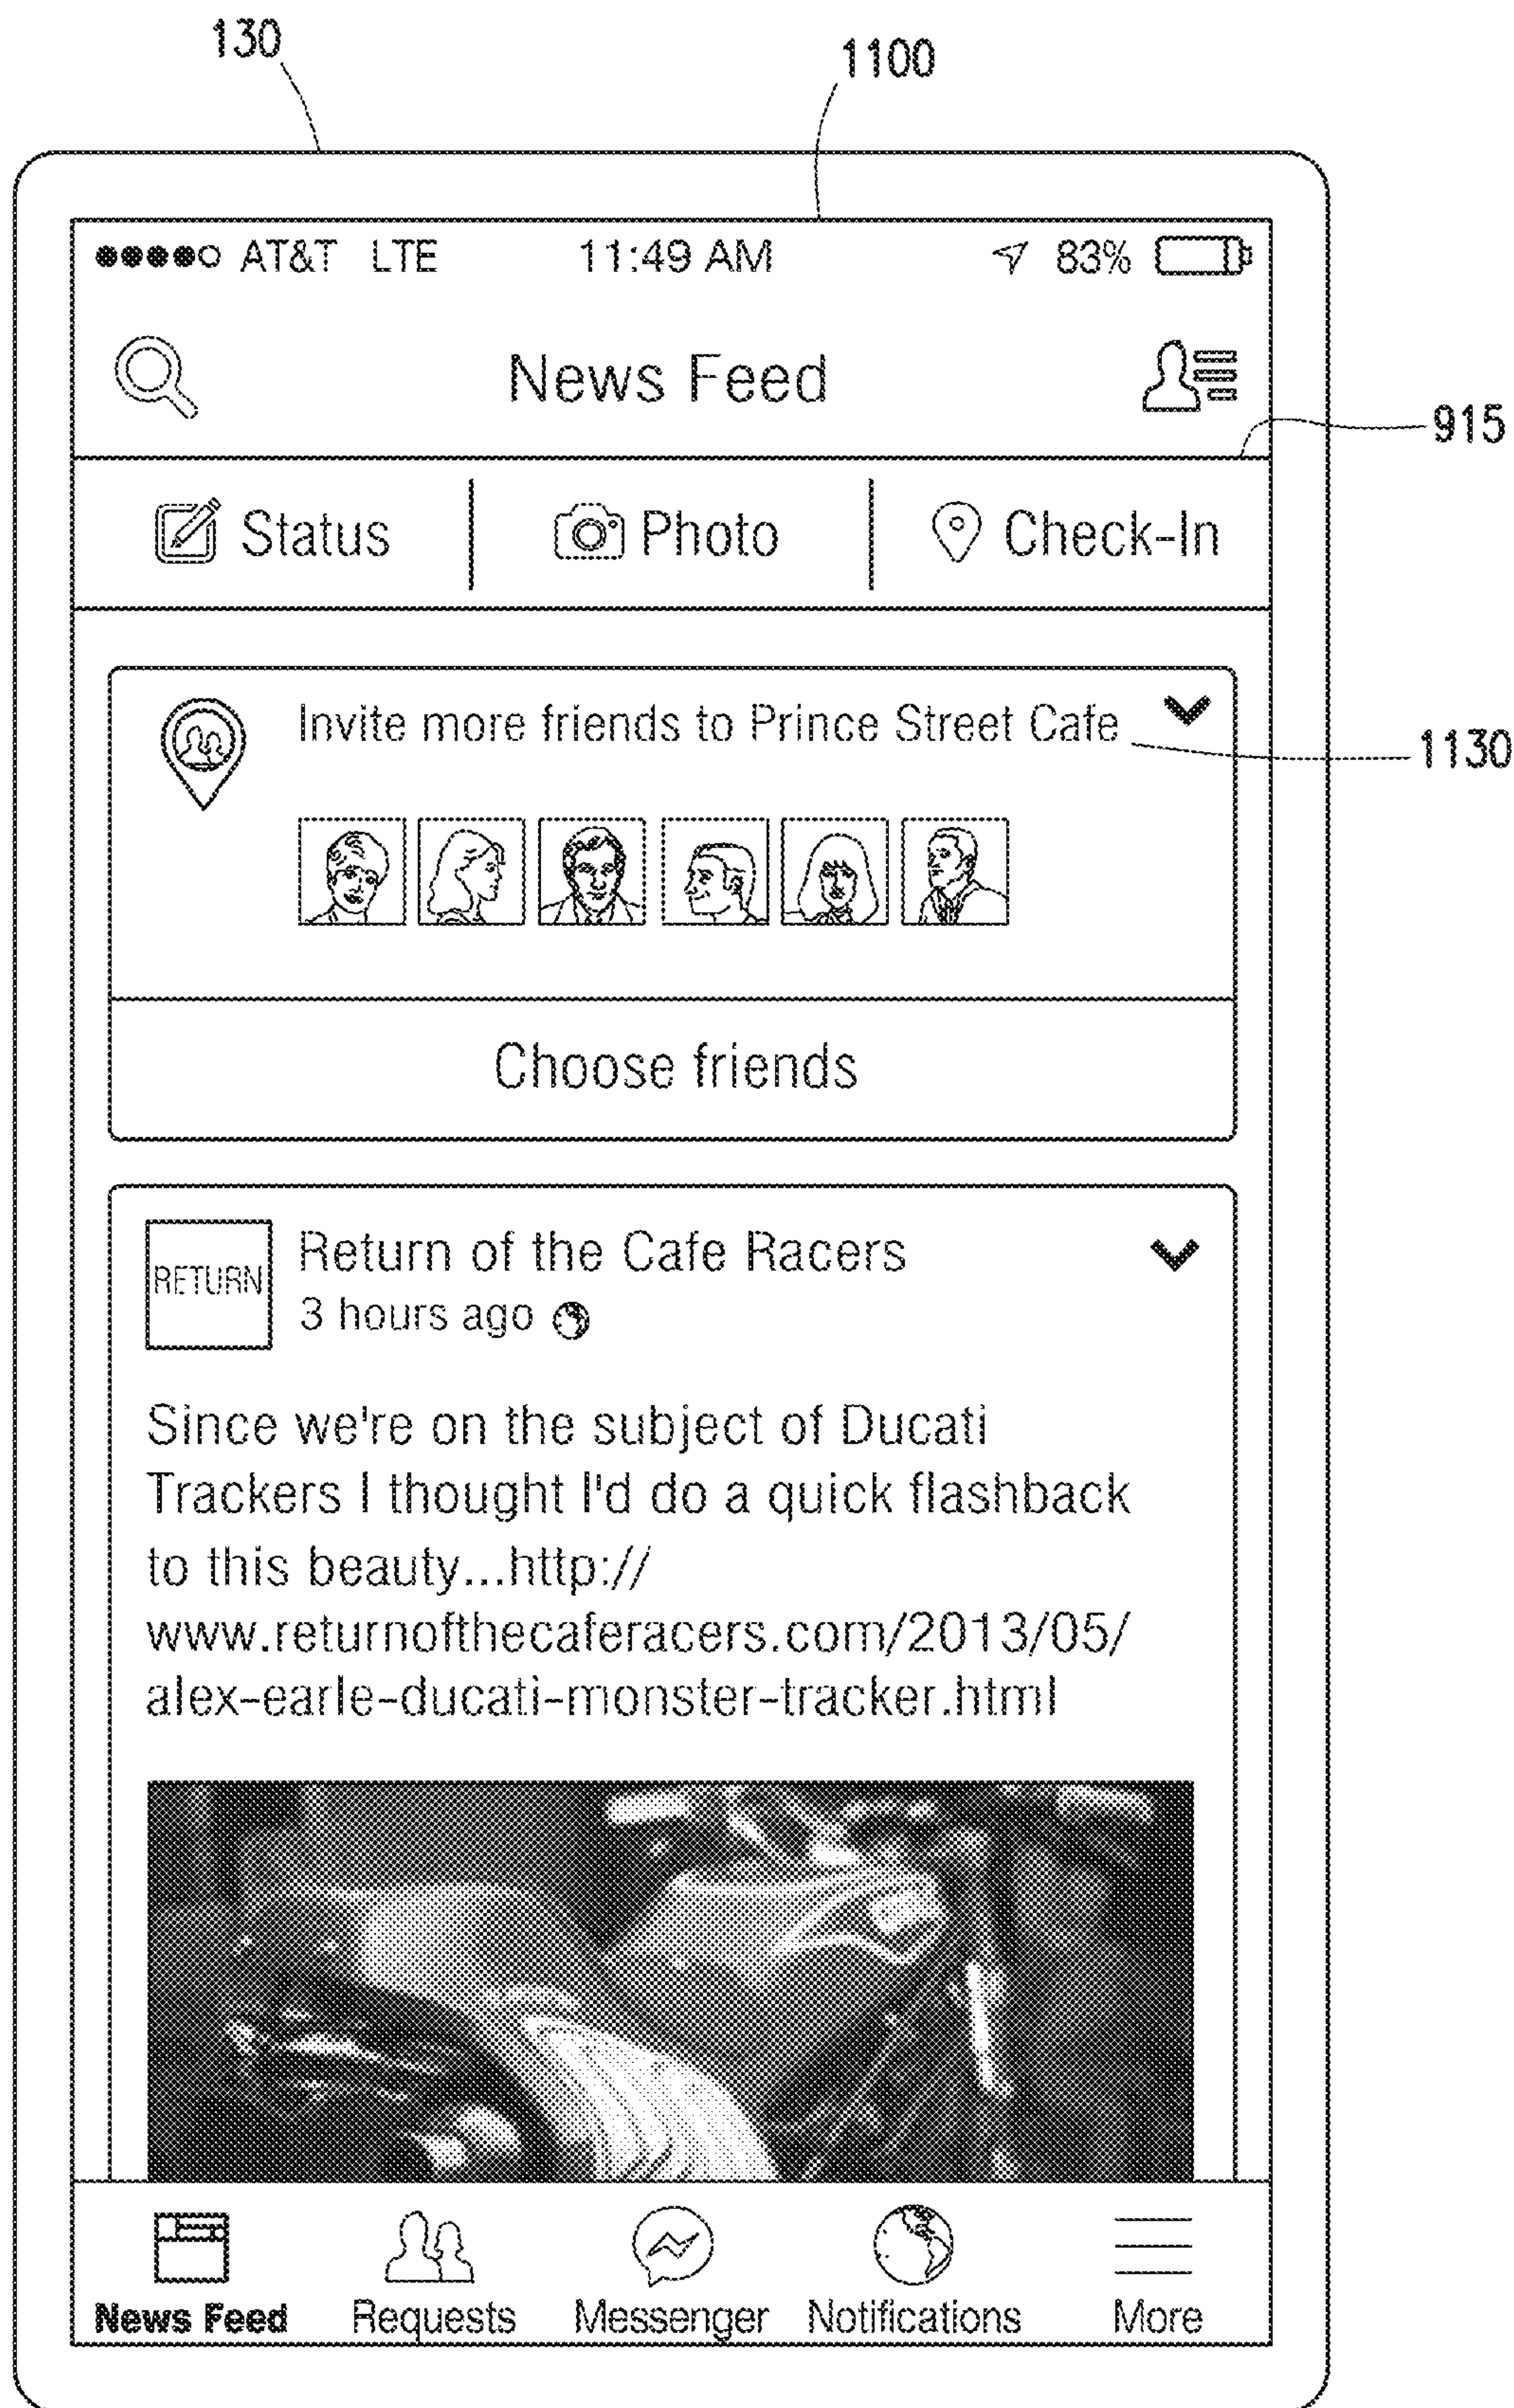 130
1100
AT&T LTE 11:49 AM 83%
News Feed
915
Status Photo Check-In
Invite more friends to Prince Street Cafe
1130
Choose friends
RETURN
Return of the Cafe Racers
3 hours ago
Since we're on the subject of Ducati
Trackers I thought I'd do a quick flashback
to this beauty...http://
www.returnofthecaferacers.com/2013/05/
alex-earle-ducati-monster-tracker.html
News Feed Requests Messenger Notifications More